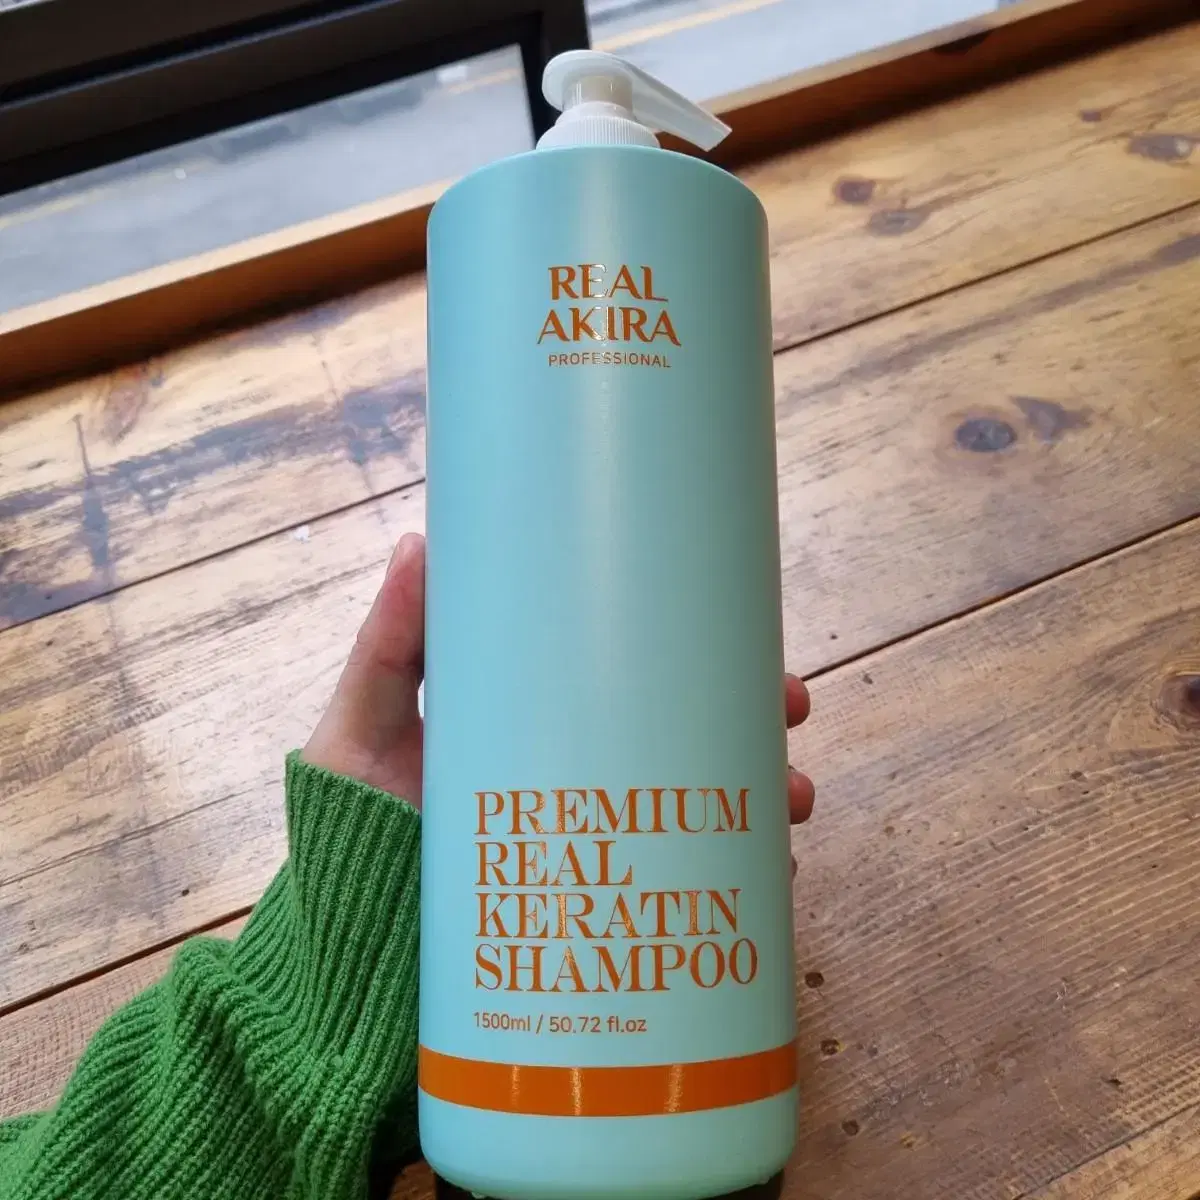 REAL
AKIRA
PROFESSIONAL
PREMIUM
REAL
KERATIN
SHAMPOO
1500ml / 50.72 fl.oz